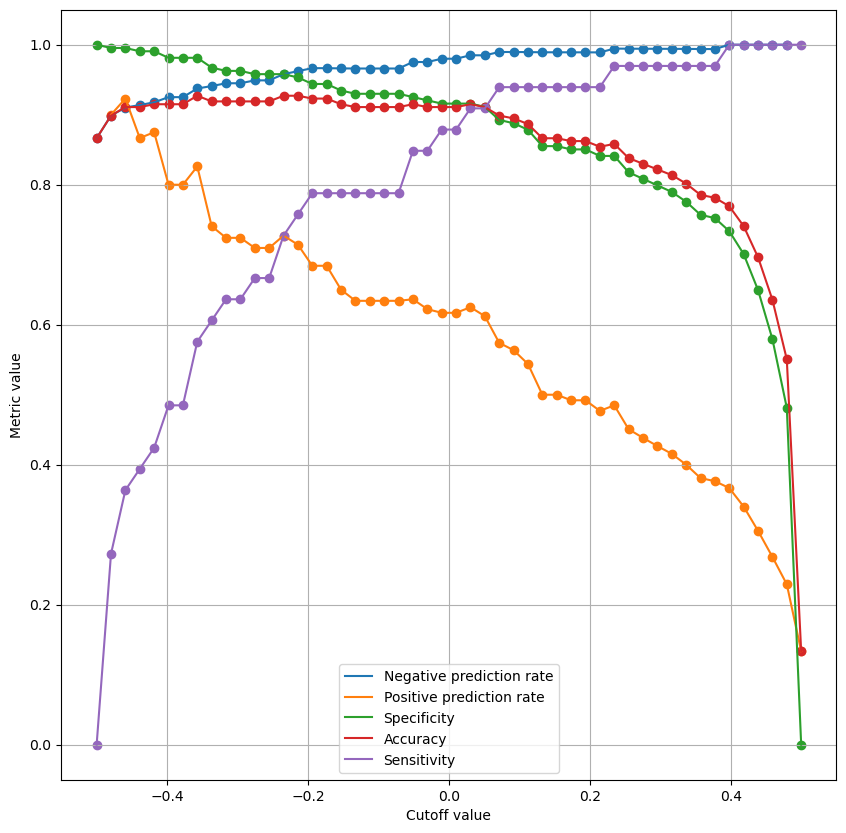 1.0
0.8
0.6
0.4
0.2
0.0
Metric value
−0.4
−0.2
0.0
0.2
0.4
Cutoff value
Negative prediction rate
Positive prediction rate
Specificity
Accuracy
Sensitivity